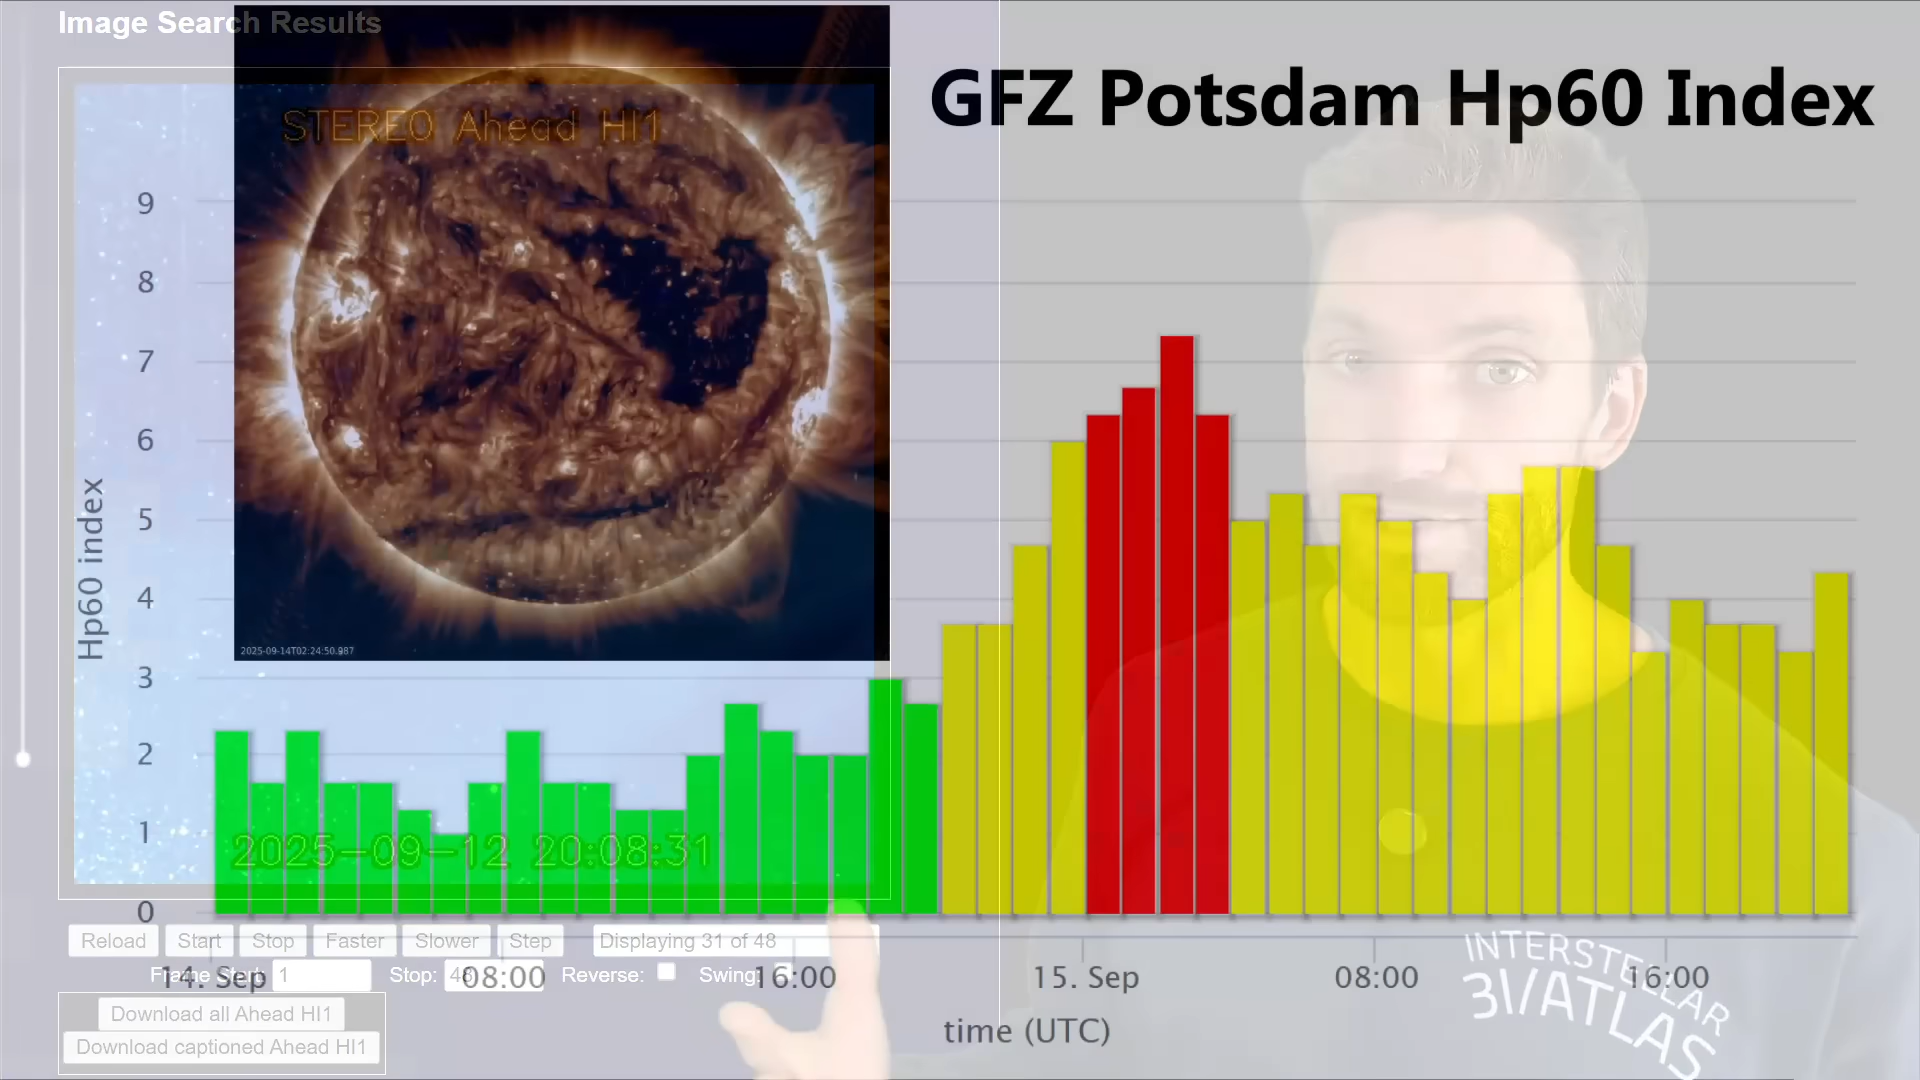 Image Search Results
GFZ Potsdam Hp60 Index
STEREO Ahead HI1
9
8
7
6
5
4
3
2
1
0
Hp60 index
2025-09-14T02:24:50.987
2025-09-12 20:08:31
Reload Start Stop Faster Slower Step Displaying 31 of 48
Frame Start: 1 Stop: 48 Reverse: Swing:
14. Sep 08:00 16:00 15. Sep 08:00 16:00
time (UTC)
Download all Ahead HI1
Download captioned Ahead HI1
INTERSTELLAR
3I/ATLAS